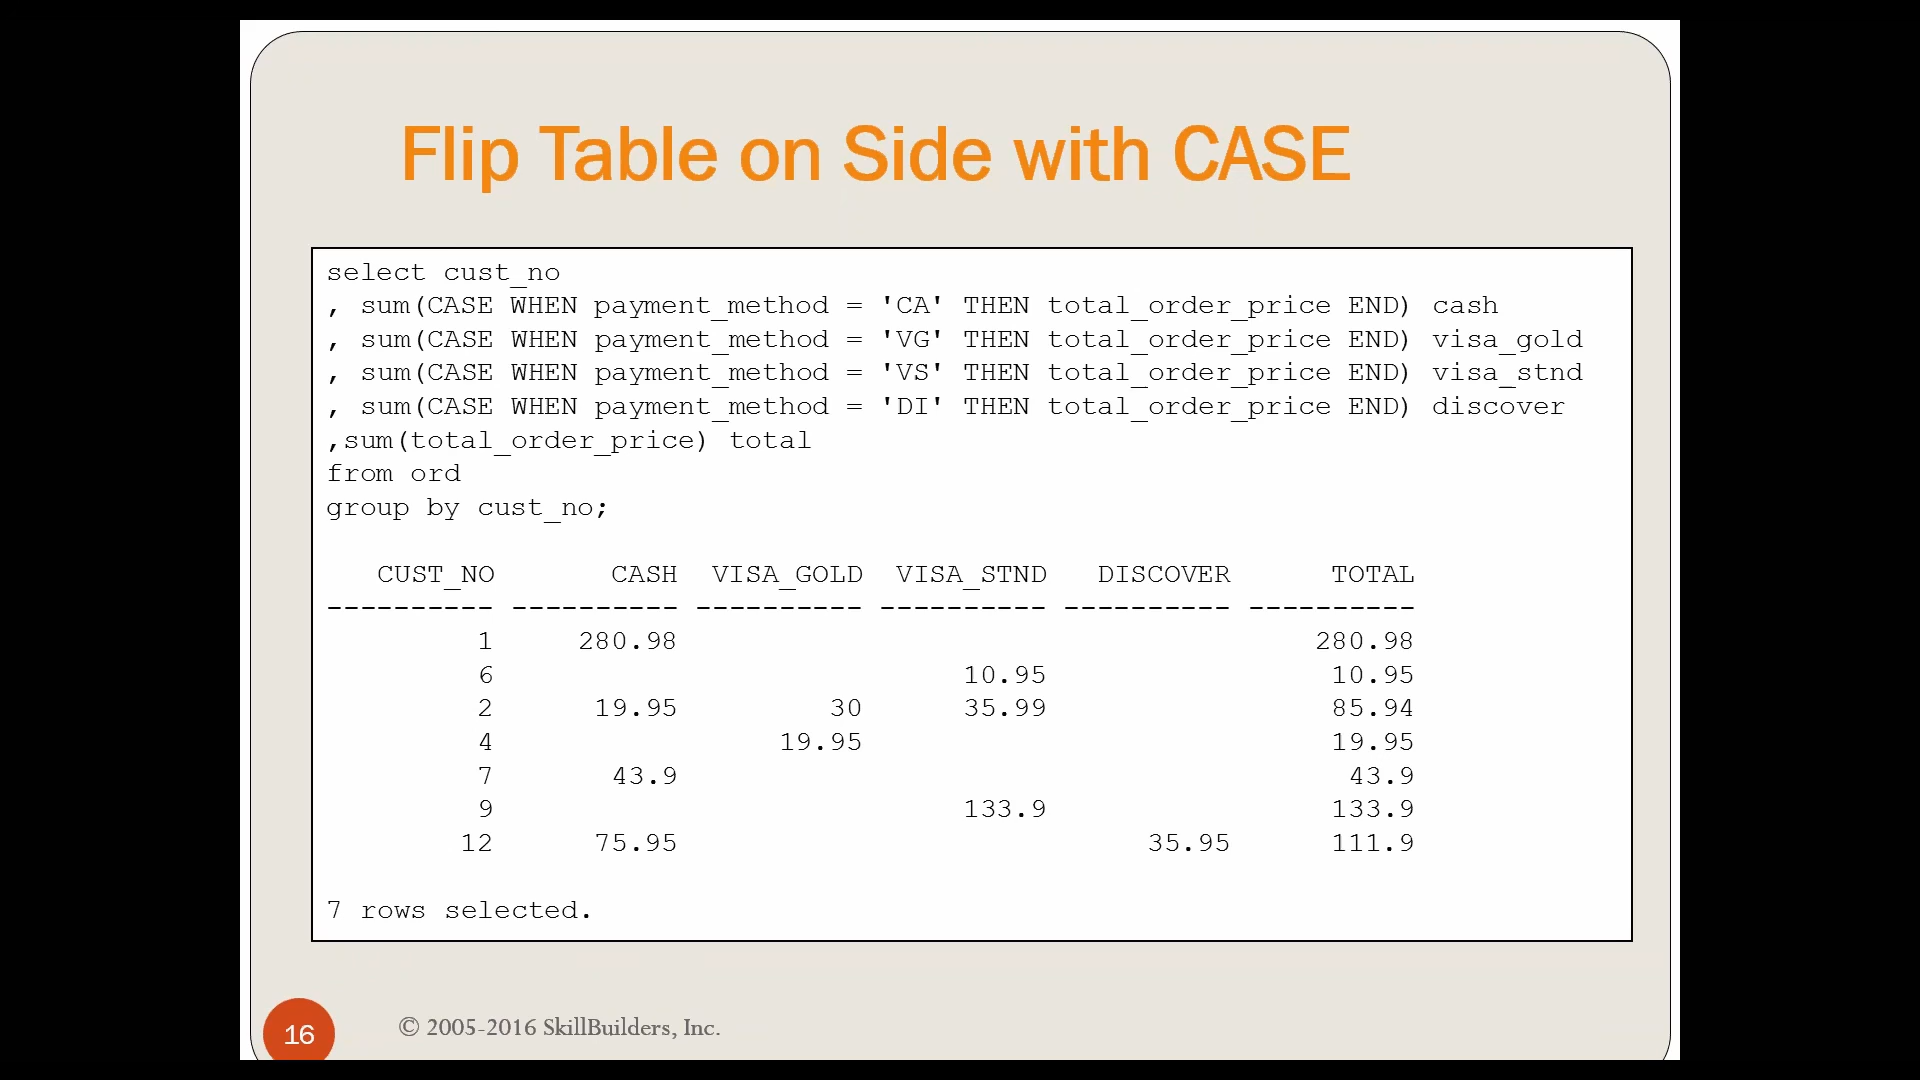 Flip Table on Side with CASE
select cust_no
, sum(CASE WHEN payment_method = 'CA' THEN total_order_price END) cash
, sum(CASE WHEN payment_method = 'VG' THEN total_order_price END) visa_gold
, sum(CASE WHEN payment_method = 'VS' THEN total_order_price END) visa_stnd
, sum(CASE WHEN payment_method = 'DI' THEN total_order_price END) discover
,sum(total_order_price) total
from ord
group by cust_no;
CUST_NO CASH VISA_GOLD VISA_STND DISCOVER TOTAL
---------- ---------- ---------- ---------- ---------- ----------
1 280.98 280.98
6 10.95 10.95
2 19.95 30 35.99 85.94
4 19.95 19.95
7 43.9 43.9
9 133.9 133.9
12 75.95 35.95 111.9
7 rows selected.
16 © 2005-2016 SkillBuilders, Inc.